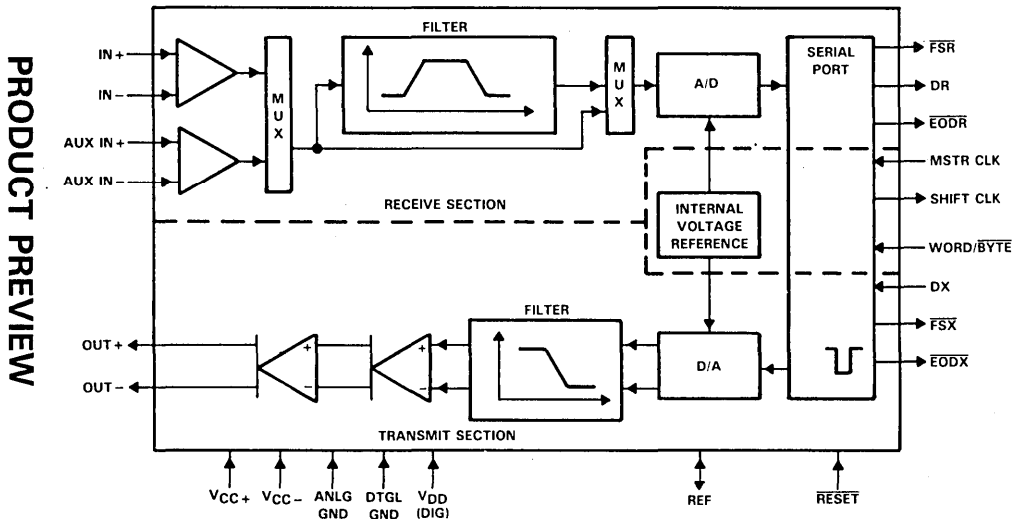 PRODUCT PREVIEW
IN+
IN−
AUX IN+
AUX IN−
MUX
FILTER
MUX
A/D
SERIAL
PORT
FSR
DR
EODR
MSTR CLK
SHIFT CLK
WORD/BYTE
DX
FSX
EODX
RECEIVE SECTION
INTERNAL
VOLTAGE
REFERENCE
OUT+
OUT−
+
−
+
−
FILTER
D/A
TRANSMIT SECTION
VCC+
VCC−
ANLG
GND
DTGL
GND
VDD
(DIG)
REF
RESET